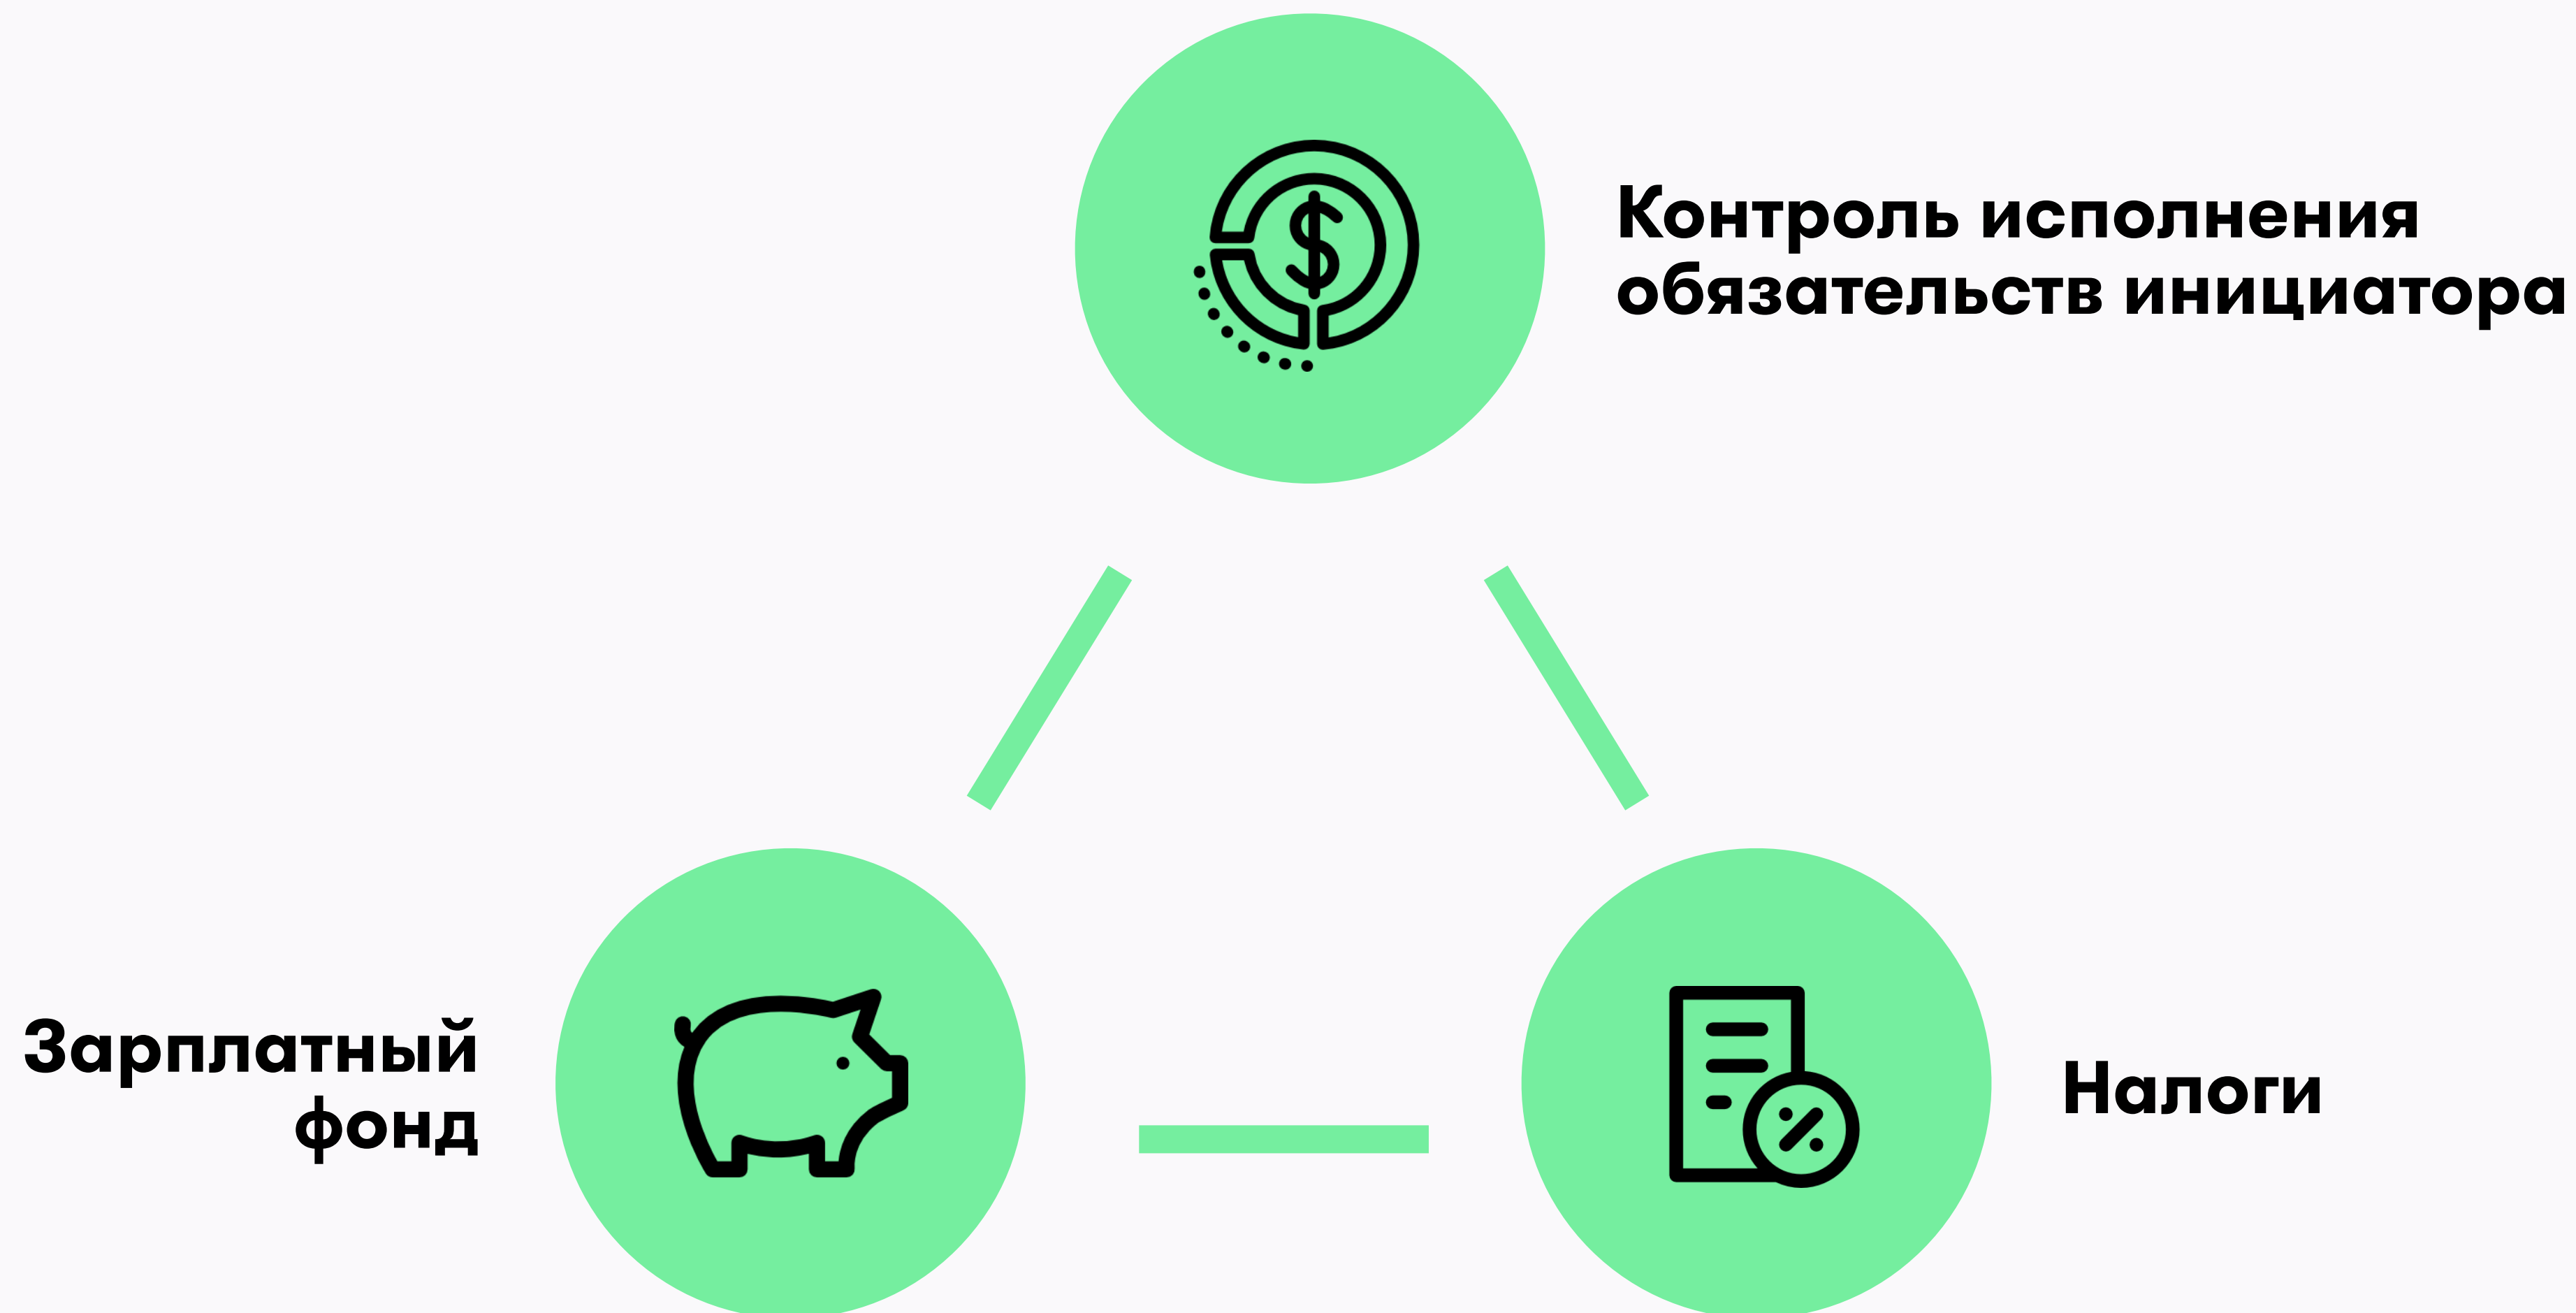 Контроль исполнения
обязательств инициатора
Зарплатный
фонд
Налоги